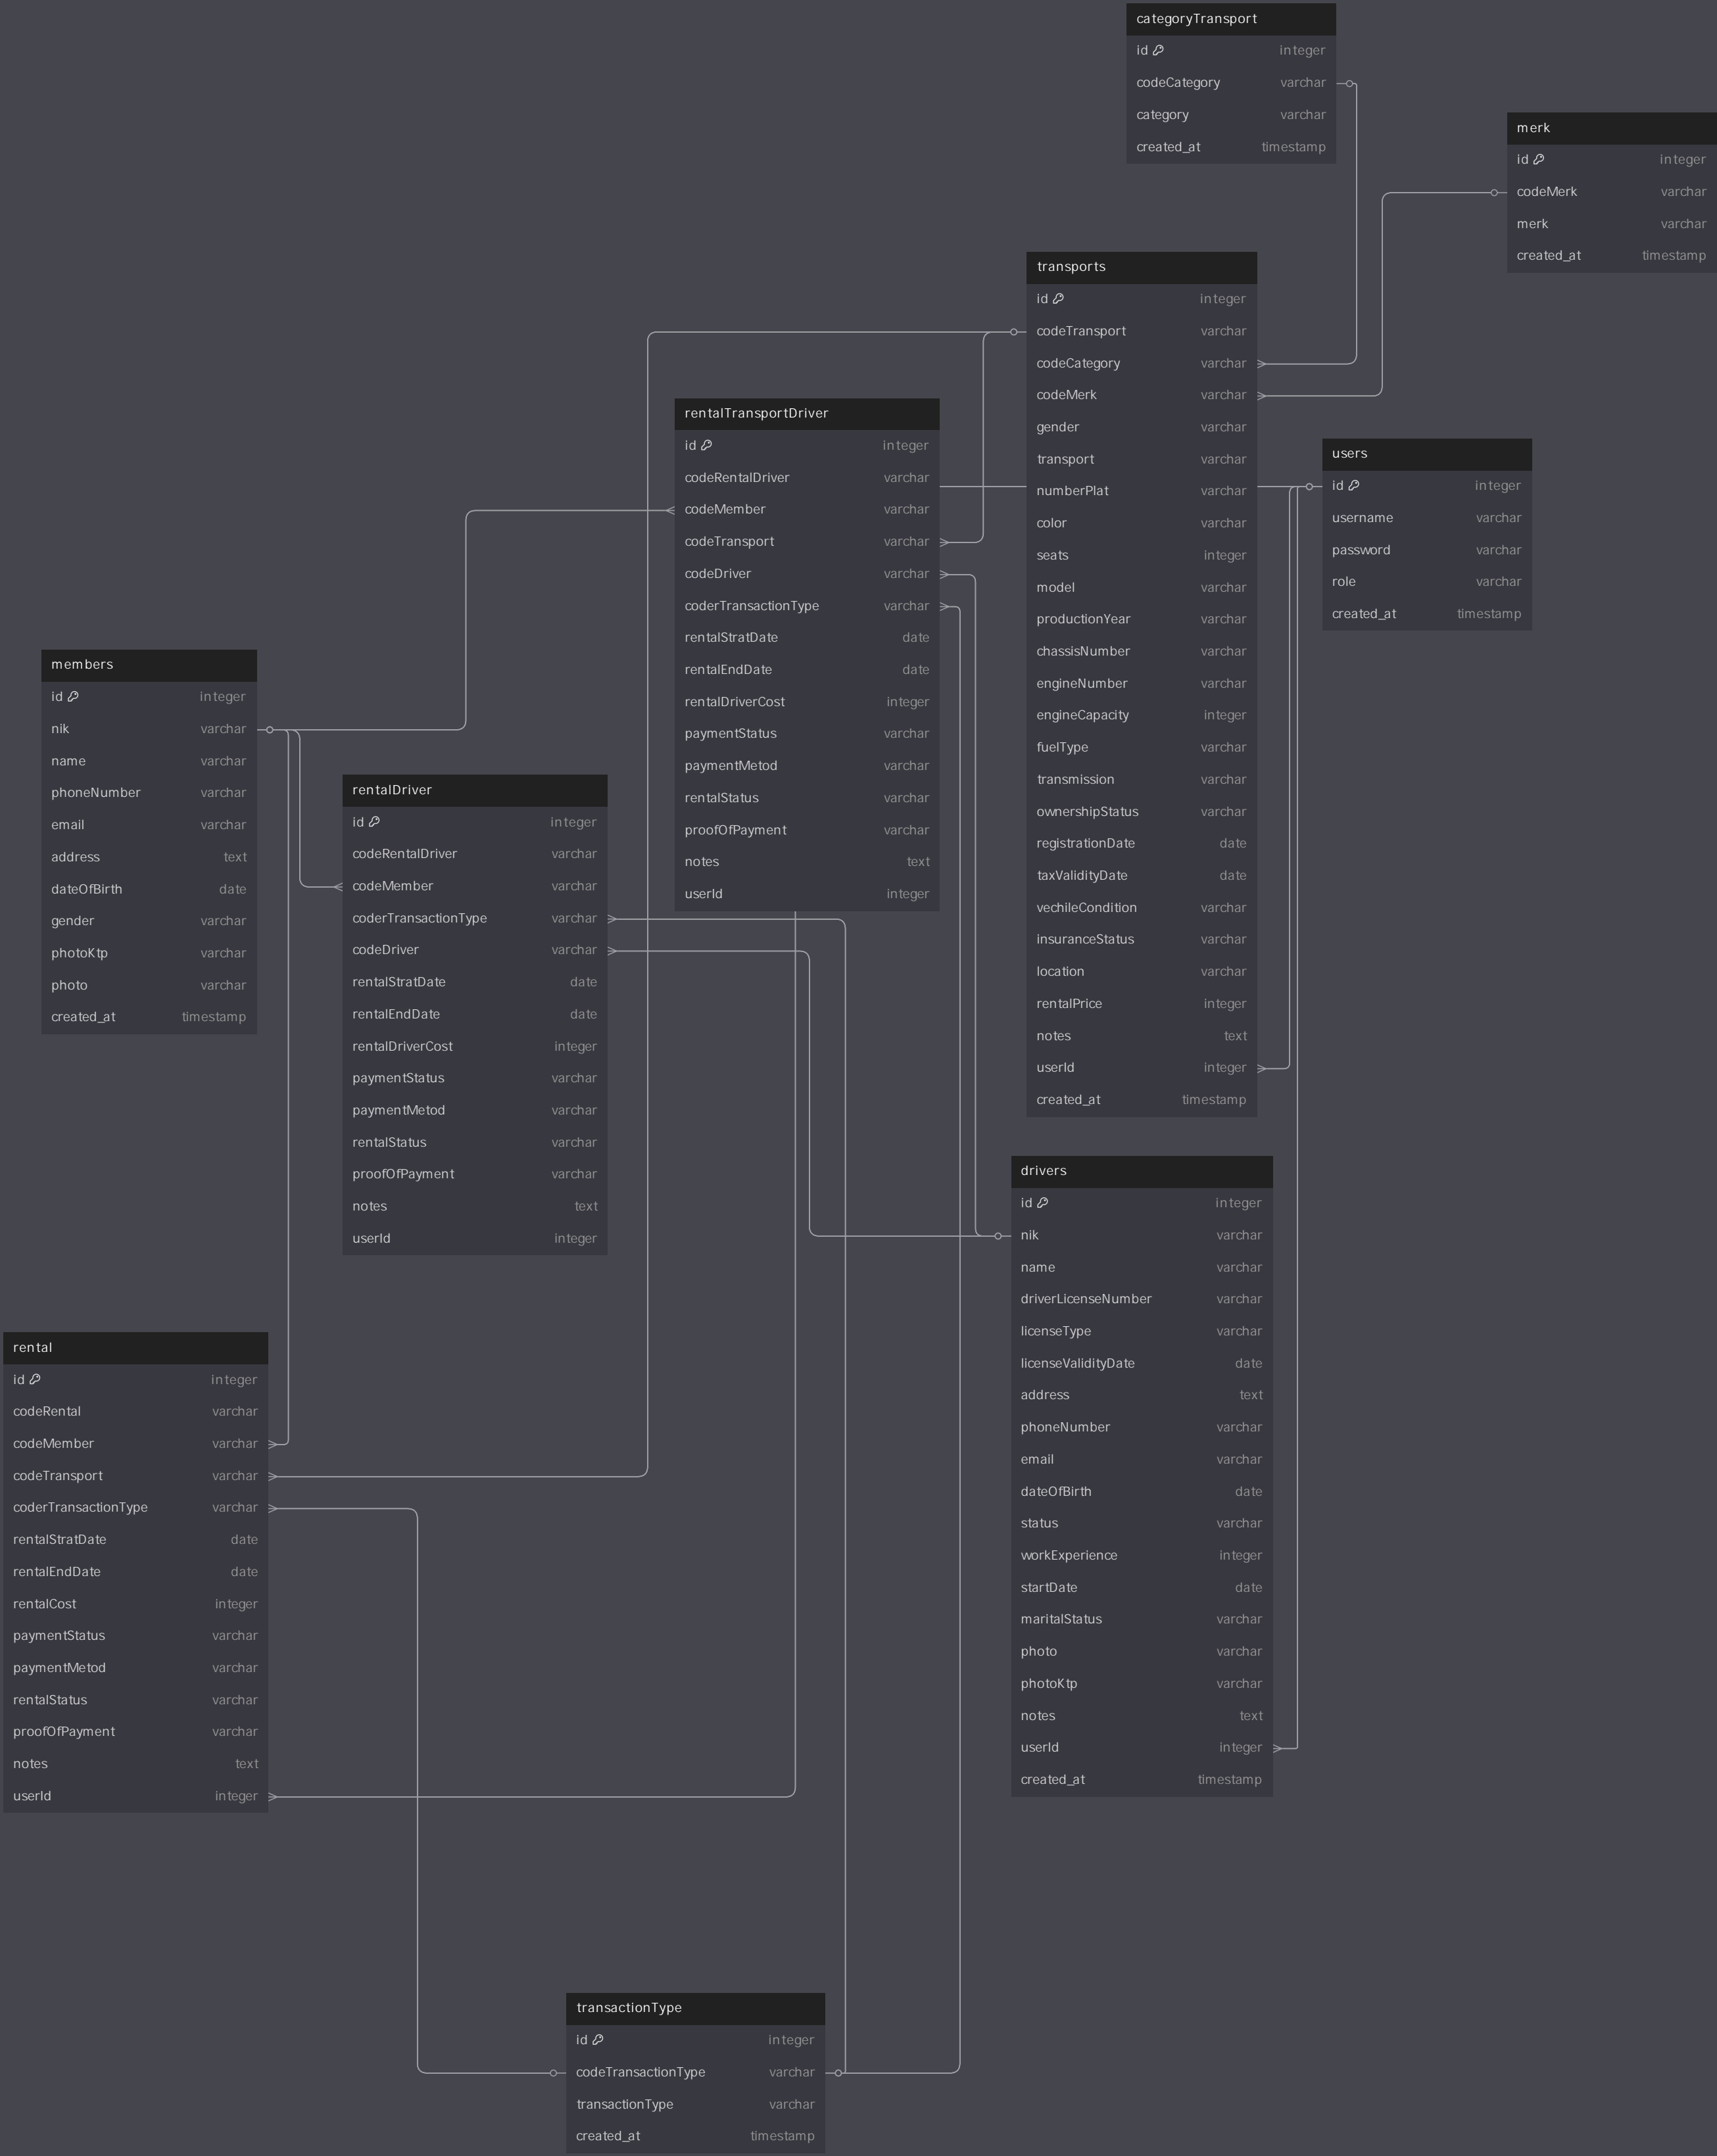 categoryTransport
id integer
codeCategory varchar
category varchar
created_at timestamp
merk
id integer
codeMerk varchar
merk varchar
created_at timestamp
transports
id integer
codeTransport varchar
codeCategory varchar
codeMerk varchar
gender varchar
transport varchar
numberPlat varchar
color varchar
seats integer
model varchar
productionYear varchar
chassisNumber varchar
engineNumber varchar
engineCapacity integer
fuelType varchar
transmission varchar
ownershipStatus varchar
registrationDate date
taxValidityDate date
vechileCondition varchar
insuranceStatus varchar
location varchar
rentalPrice integer
notes text
userId integer
created_at timestamp
rentalTransportDriver
id integer
codeRentalDriver varchar
codeMember varchar
codeTransport varchar
codeDriver varchar
coderTransactionType varchar
rentalStratDate date
rentalEndDate date
rentalDriverCost integer
paymentStatus varchar
paymentMetod varchar
rentalStatus varchar
proofOfPayment varchar
notes text
userId integer
users
id integer
username varchar
password varchar
role varchar
created_at timestamp
members
id integer
nik varchar
name varchar
phoneNumber varchar
email varchar
address text
dateOfBirth date
gender varchar
photoKtp varchar
photo varchar
created_at timestamp
rentalDriver
id integer
codeRentalDriver varchar
codeMember varchar
coderTransactionType varchar
codeDriver varchar
rentalStratDate date
rentalEndDate date
rentalDriverCost integer
paymentStatus varchar
paymentMetod varchar
rentalStatus varchar
proofOfPayment varchar
notes text
userId integer
drivers
id integer
nik varchar
name varchar
driverLicenseNumber varchar
licenseType varchar
licenseValidityDate date
address text
phoneNumber varchar
email varchar
dateOfBirth date
status varchar
workExperience integer
startDate date
maritalStatus varchar
photo varchar
photoKtp varchar
notes text
userId integer
created_at timestamp
rental
id integer
codeRental varchar
codeMember varchar
codeTransport varchar
coderTransactionType varchar
rentalStratDate date
rentalEndDate date
rentalCost integer
paymentStatus varchar
paymentMetod varchar
rentalStatus varchar
proofOfPayment varchar
notes text
userId integer
transactionType
id integer
codeTransactionType varchar
transactionType varchar
created_at timestamp